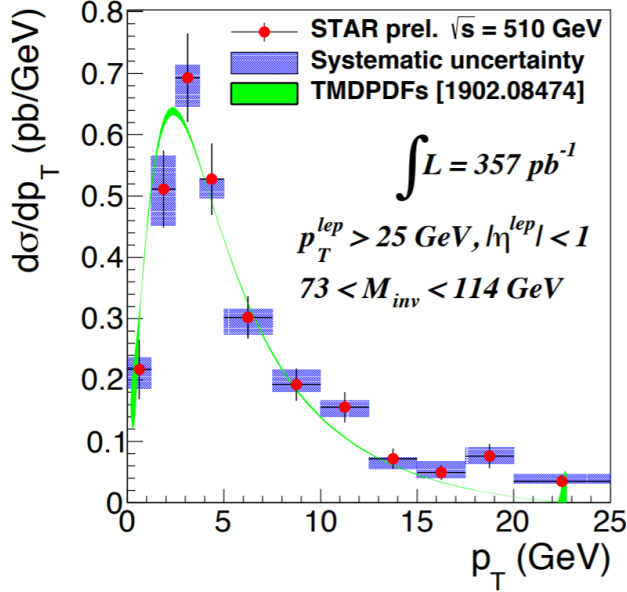 STAR prel. √s = 510 GeV
Systematic uncertainty
TMDPDFs [1902.08474]
∫L = 357 pb⁻¹
p_T^lep > 25 GeV, |η^lep| < 1
73 < M_inv < 114 GeV
dσ/dp_T (pb/GeV)
0.8
0.7
0.6
0.5
0.4
0.3
0.2
0.1
0
0 5 10 15 20 25
p_T (GeV)